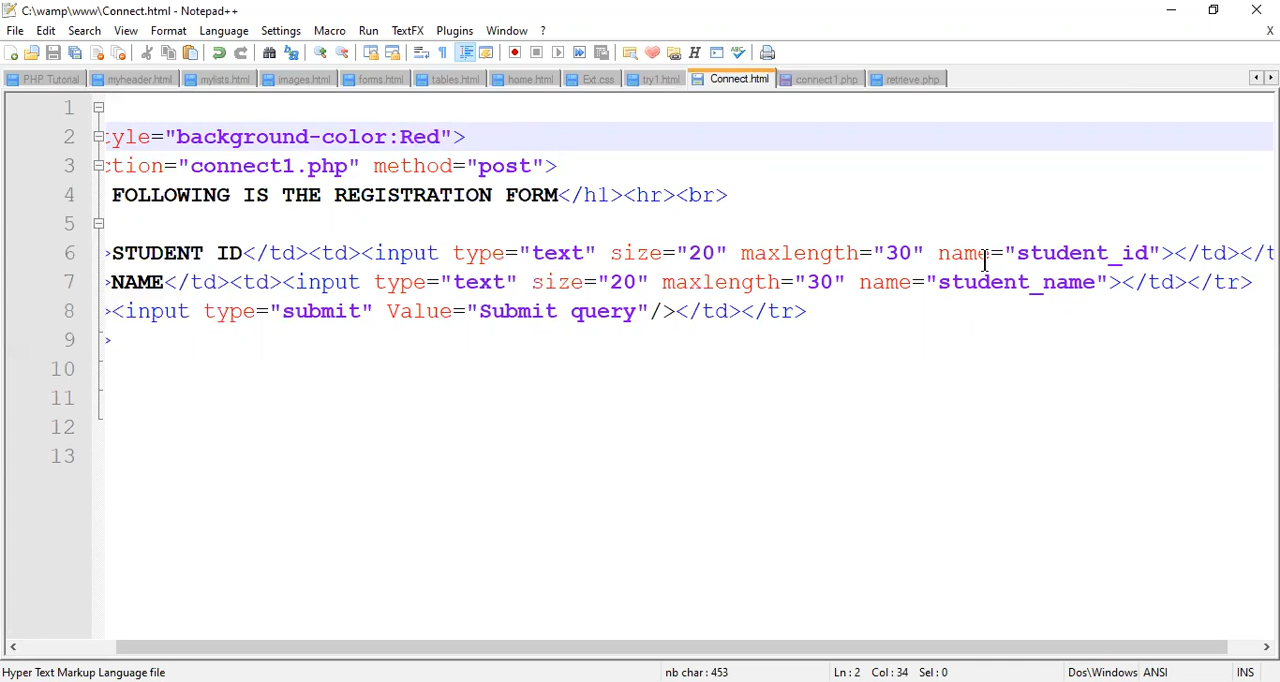 C:\wamp\www\Connect.html - Notepad++
File Edit Search View Format Language Settings Macro Run TextFX Plugins Window ? X
PHP Tutorial myheader.html mylists.html images.html forms.html tables.html home.html Ext.css try1.html Connect.html connect1.php retrieve.php
1
2 tyle="background-color:Red">
3 ction="connect1.php" method="post">
4 FOLLOWING IS THE REGISTRATION FORM</h1><hr><br>
5
6 >STUDENT ID</td><td><input type="text" size="20" maxlength="30" name="student_id"></td></t
7 >NAME</td><td><input type="text" size="20" maxlength="30" name="student_name"></td></tr>
8 ><input type="submit" Value="Submit query"/></td></tr>
9 >
10
11
12
13
Hyper Text Markup Language file nb char : 453 Ln : 2 Col : 34 Sel : 0 Dos\Windows ANSI INS